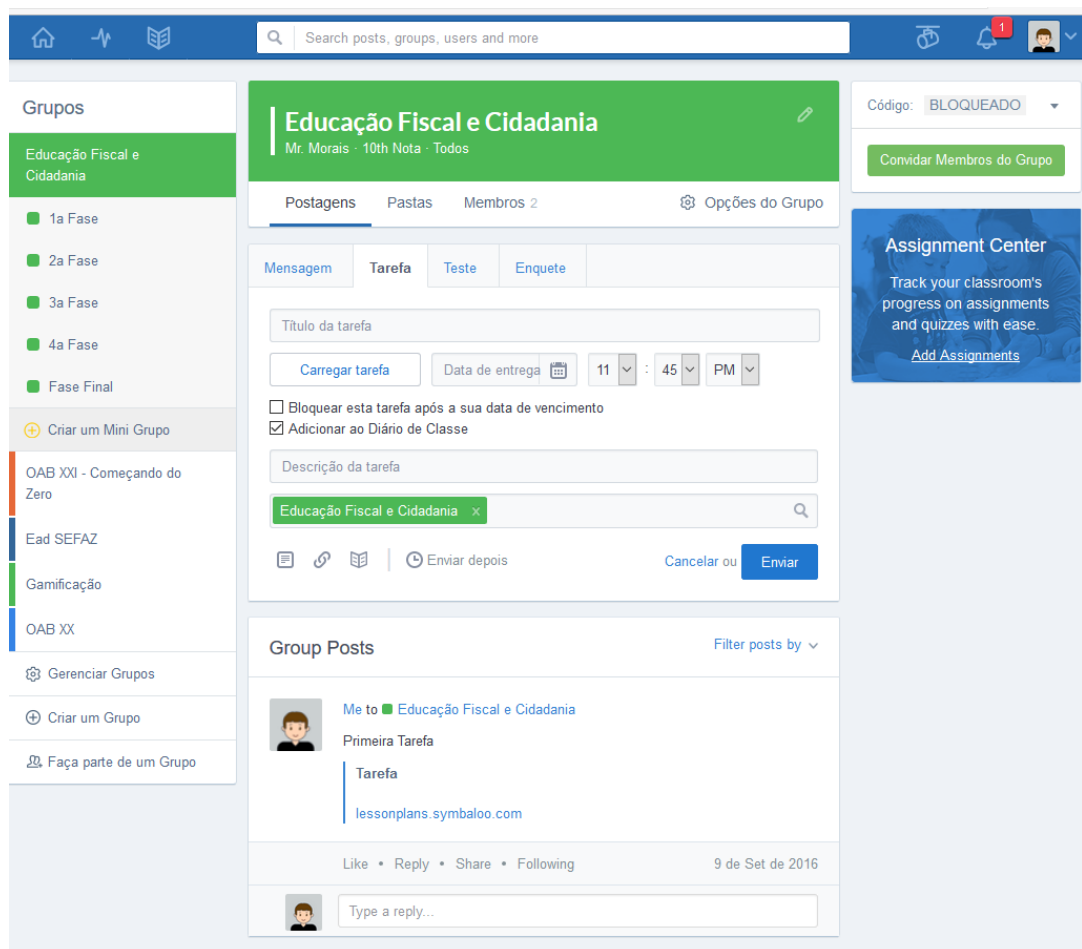 Search posts, groups, users and more
1
Grupos
Educação Fiscal e
Cidadania
1a Fase
2a Fase
3a Fase
4a Fase
Fase Final
Criar um Mini Grupo
OAB XXI - Começando do
Zero
Ead SEFAZ
Gamificação
OAB XX
Gerenciar Grupos
Criar um Grupo
Faça parte de um Grupo
Educação Fiscal e Cidadania
Mr. Morais · 10th Nota · Todos
Postagens Pastas Membros 2 Opções do Grupo
Mensagem Tarefa Teste Enquete
Título da tarefa
Carregar tarefa Data de entrega 11 : 45 PM
Bloquear esta tarefa após a sua data de vencimento
Adicionar ao Diário de Classe
Descrição da tarefa
Educação Fiscal e Cidadania x
Enviar depois Cancelar ou Enviar
Group Posts Filter posts by
Me to Educação Fiscal e Cidadania
Primeira Tarefa
Tarefa
lessonplans.symbaloo.com
Like • Reply • Share • Following 9 de Set de 2016
Type a reply...
Código: BLOQUEADO
Convidar Membros do Grupo
Assignment Center
Track your classroom's
progress on assignments
and quizzes with ease.
Add Assignments